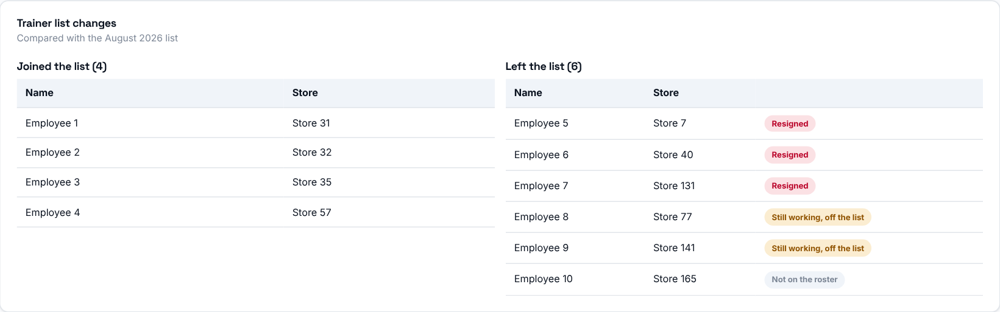 Trainer list changes
Compared with the August 2026 list
Joined the list (4)
Name Store
Employee 1 Store 31
Employee 2 Store 32
Employee 3 Store 35
Employee 4 Store 57
Left the list (6)
Name Store
Employee 5 Store 7 Resigned
Employee 6 Store 40 Resigned
Employee 7 Store 131 Resigned
Employee 8 Store 77 Still working, off the list
Employee 9 Store 141 Still working, off the list
Employee 10 Store 165 Not on the roster